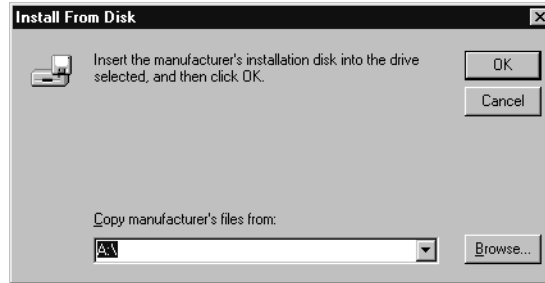 Install From Disk
Insert the manufacturer's installation disk into the drive
selected, and then click OK.
OK
Cancel
Copy manufacturer's files from:
A:\
Browse...